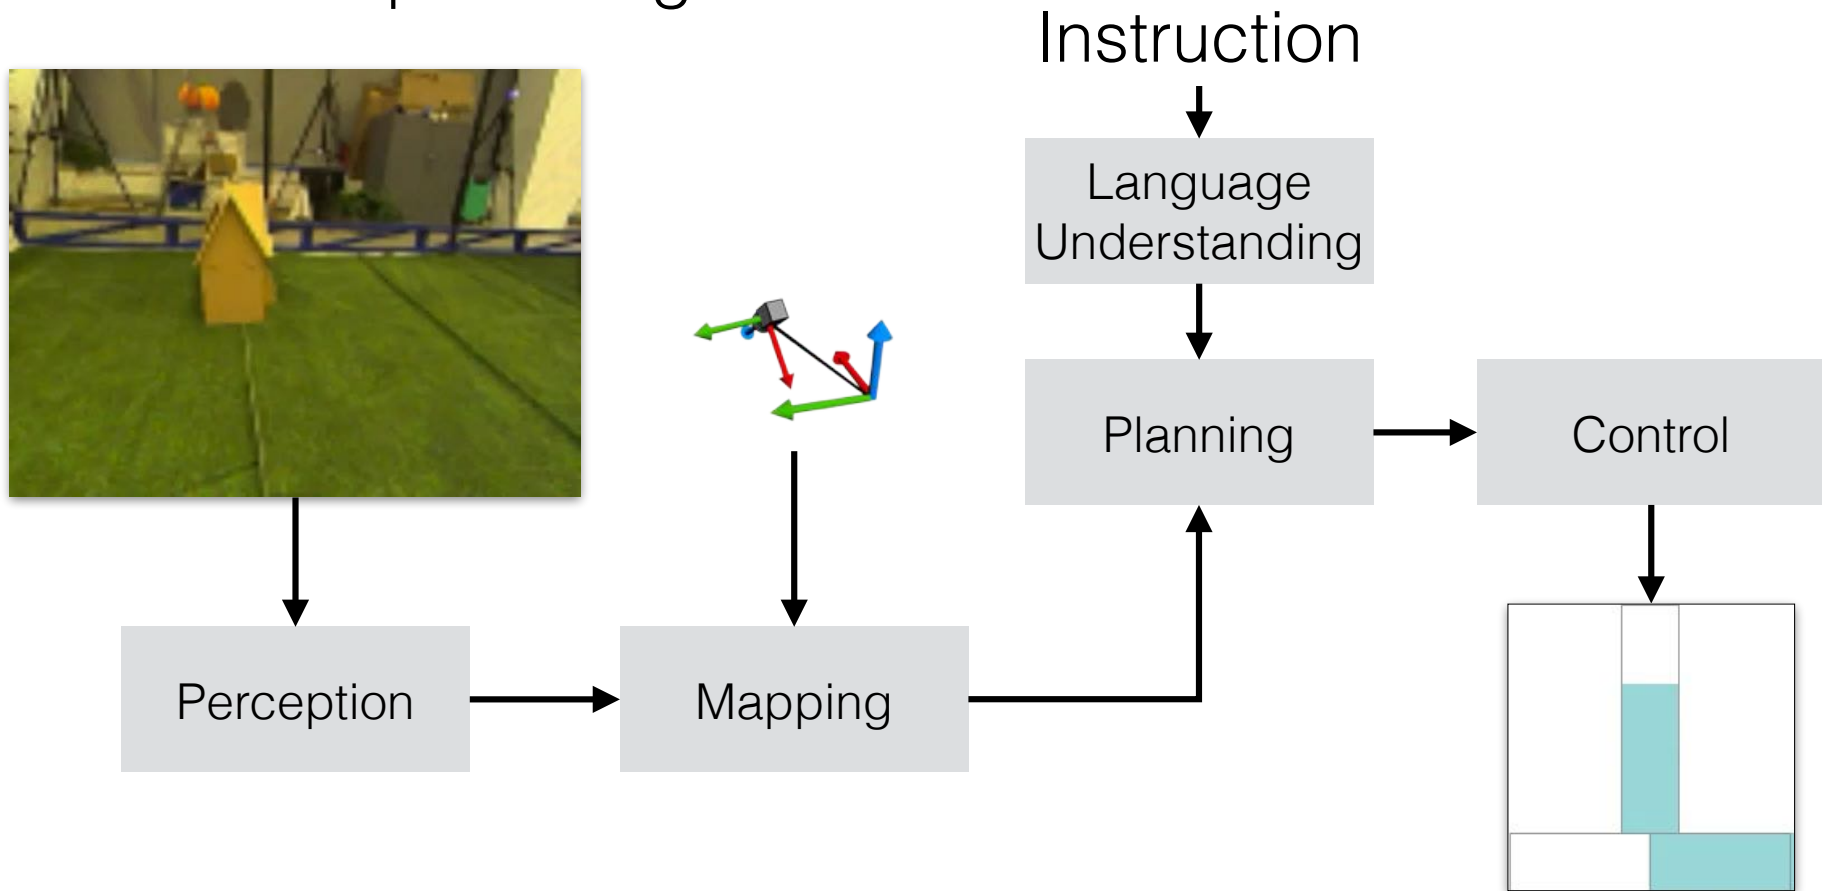 Instruction
Language
Understanding
Planning
Control
Perception
Mapping